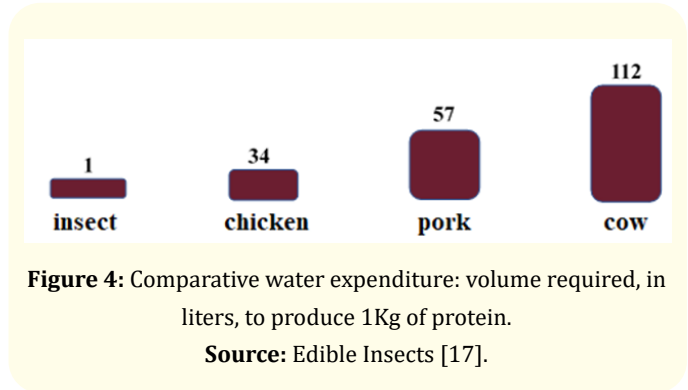 112
57
34
1
insect chicken pork cow
Figure 4: Comparative water expenditure: volume required, in
liters, to produce 1Kg of protein.
Source: Edible Insects [17].